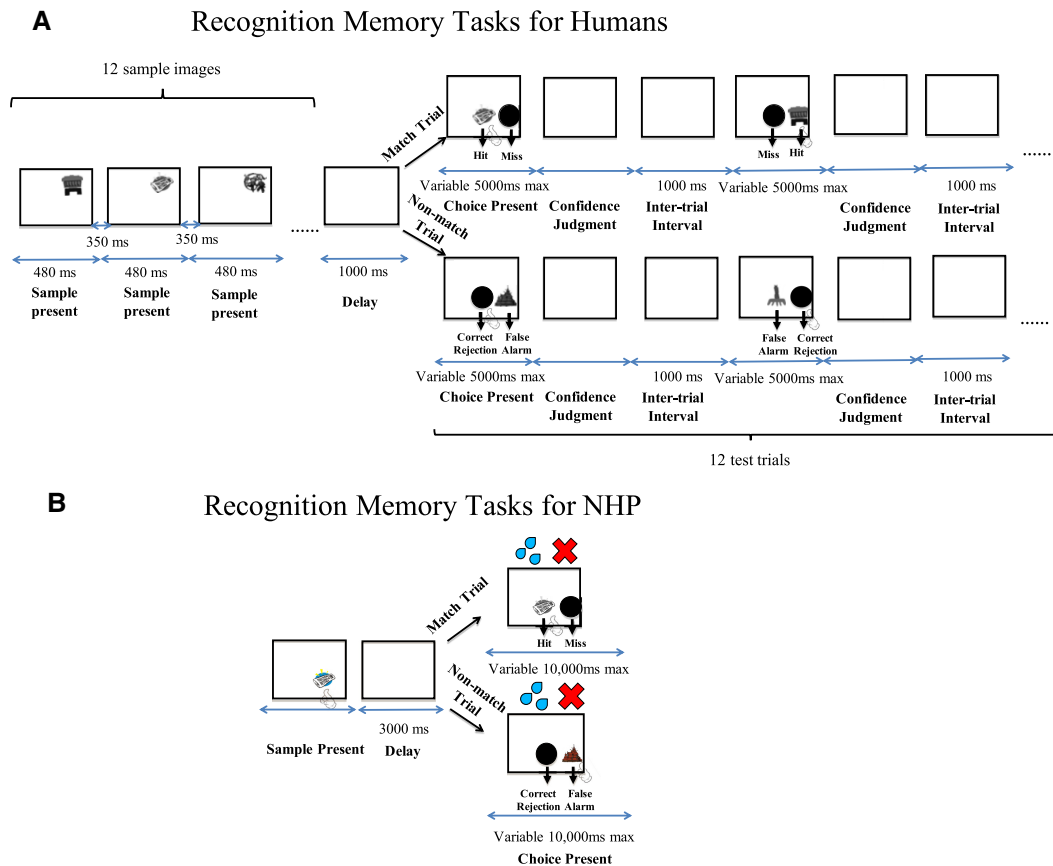 A
Recognition Memory Tasks for Humans
12 sample images
Match Trial
Hit
Miss
Miss
Hit
......
Variable 5000ms max
1000 ms
Variable 5000ms max
1000 ms
Choice Present
Confidence
Judgment
Inter-trial
Interval
Confidence
Judgment
Inter-trial
Interval
350 ms
350 ms
......
480 ms
480 ms
480 ms
1000 ms
Sample
present
Sample
present
Sample
present
Delay
Non-match
Trial
Correct
Rejection
False
Alarm
False
Alarm
Correct
Rejection
......
Variable 5000ms max
1000 ms
Variable 5000ms max
1000 ms
Choice Present
Confidence
Judgment
Inter-trial
Interval
Confidence
Judgment
Inter-trial
Interval
12 test trials
B
Recognition Memory Tasks for NHP
Match Trial
Hit
Miss
Variable 10,000ms max
Non-match
Trial
3000 ms
Sample Present
Delay
Correct
Rejection
False
Alarm
Variable 10,000ms max
Choice Present